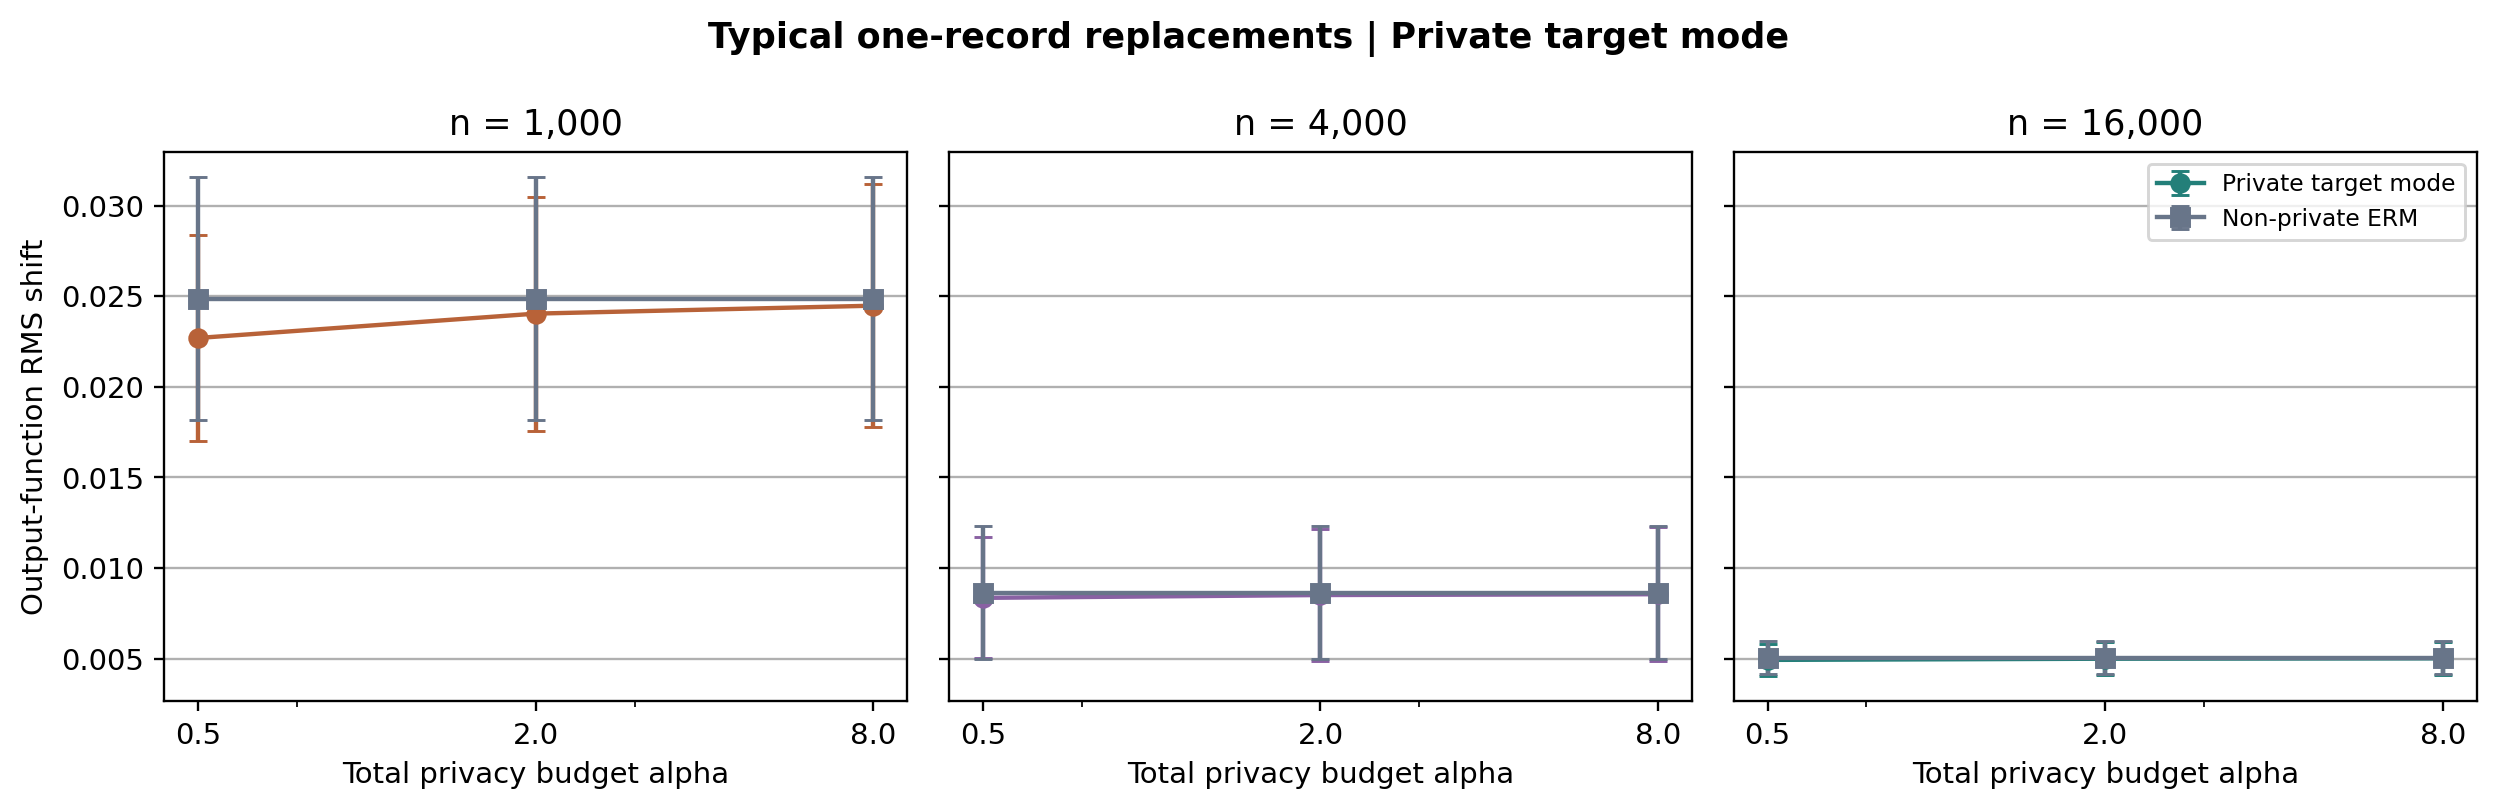 Typical one-record replacements | Private target mode
n = 1,000
n = 4,000
n = 16,000
Output-function RMS shift
0.030
0.025
0.020
0.015
0.010
0.005
Private target mode
Non-private ERM
0.5
2.0
8.0
0.5
2.0
8.0
0.5
2.0
8.0
Total privacy budget alpha
Total privacy budget alpha
Total privacy budget alpha